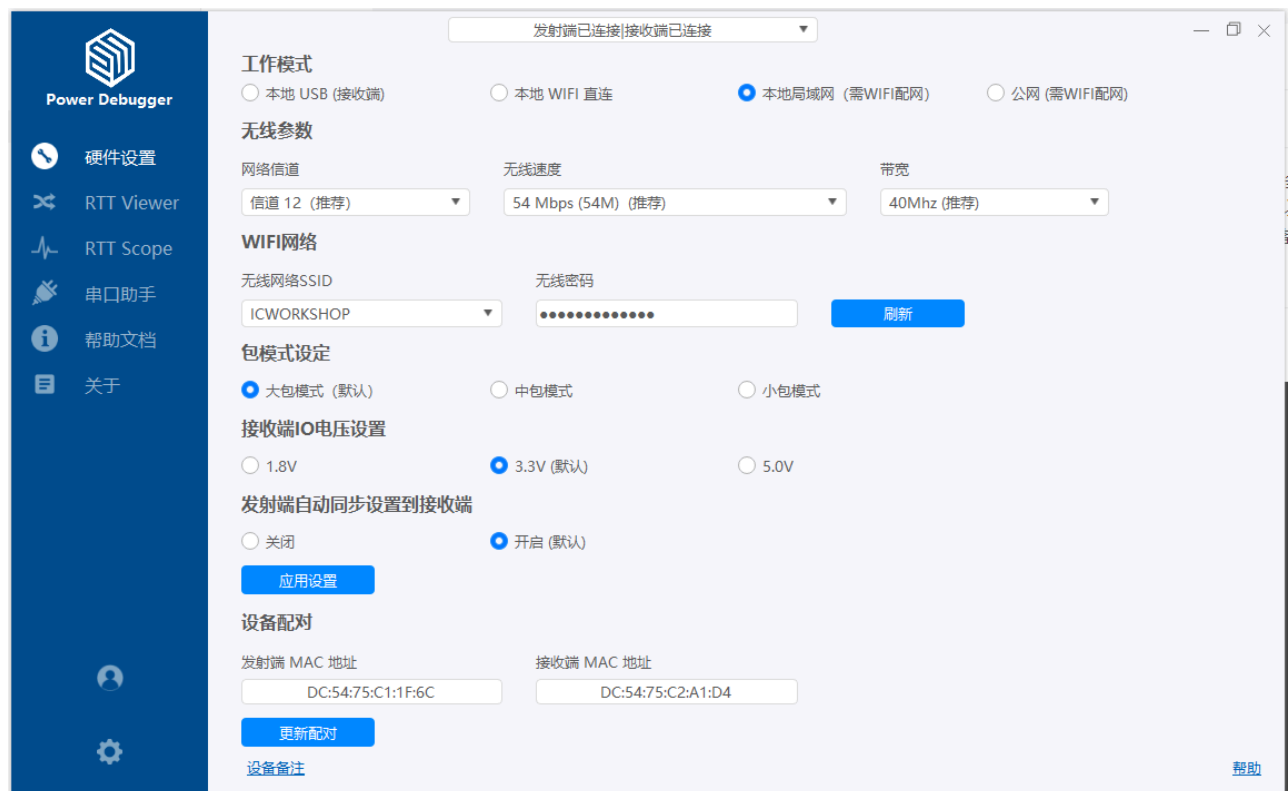 发射端已连接|接收端已连接
Power Debugger
硬件设置
RTT Viewer
RTT Scope
串口助手
帮助文档
关于
工作模式
本地 USB (接收端) 本地 WIFI 直连 本地局域网 (需WIFI配网) 公网 (需WIFI配网)
无线参数
网络信道 无线速度 带宽
信道 12 (推荐) 54 Mbps (54M) (推荐) 40Mhz (推荐)
WIFI网络
无线网络SSID 无线密码
ICWORKSHOP ●●●●●●●●●●●●● 刷新
包模式设定
大包模式 (默认) 中包模式 小包模式
接收端IO电压设置
1.8V 3.3V (默认) 5.0V
发射端自动同步设置到接收端
关闭 开启 (默认)
应用设置
设备配对
发射端 MAC 地址 接收端 MAC 地址
DC:54:75:C1:1F:6C DC:54:75:C2:A1:D4
更新配对
设备备注 帮助